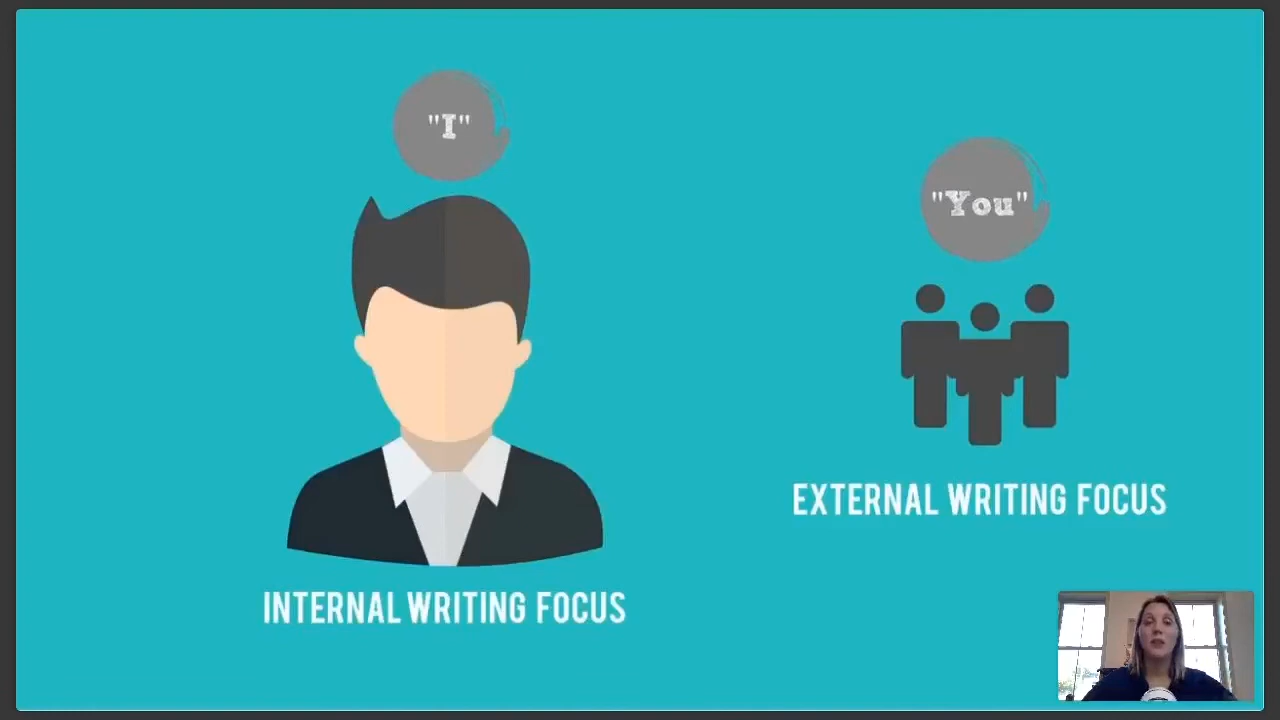 "I"
INTERNAL WRITING FOCUS
"You"
EXTERNAL WRITING FOCUS